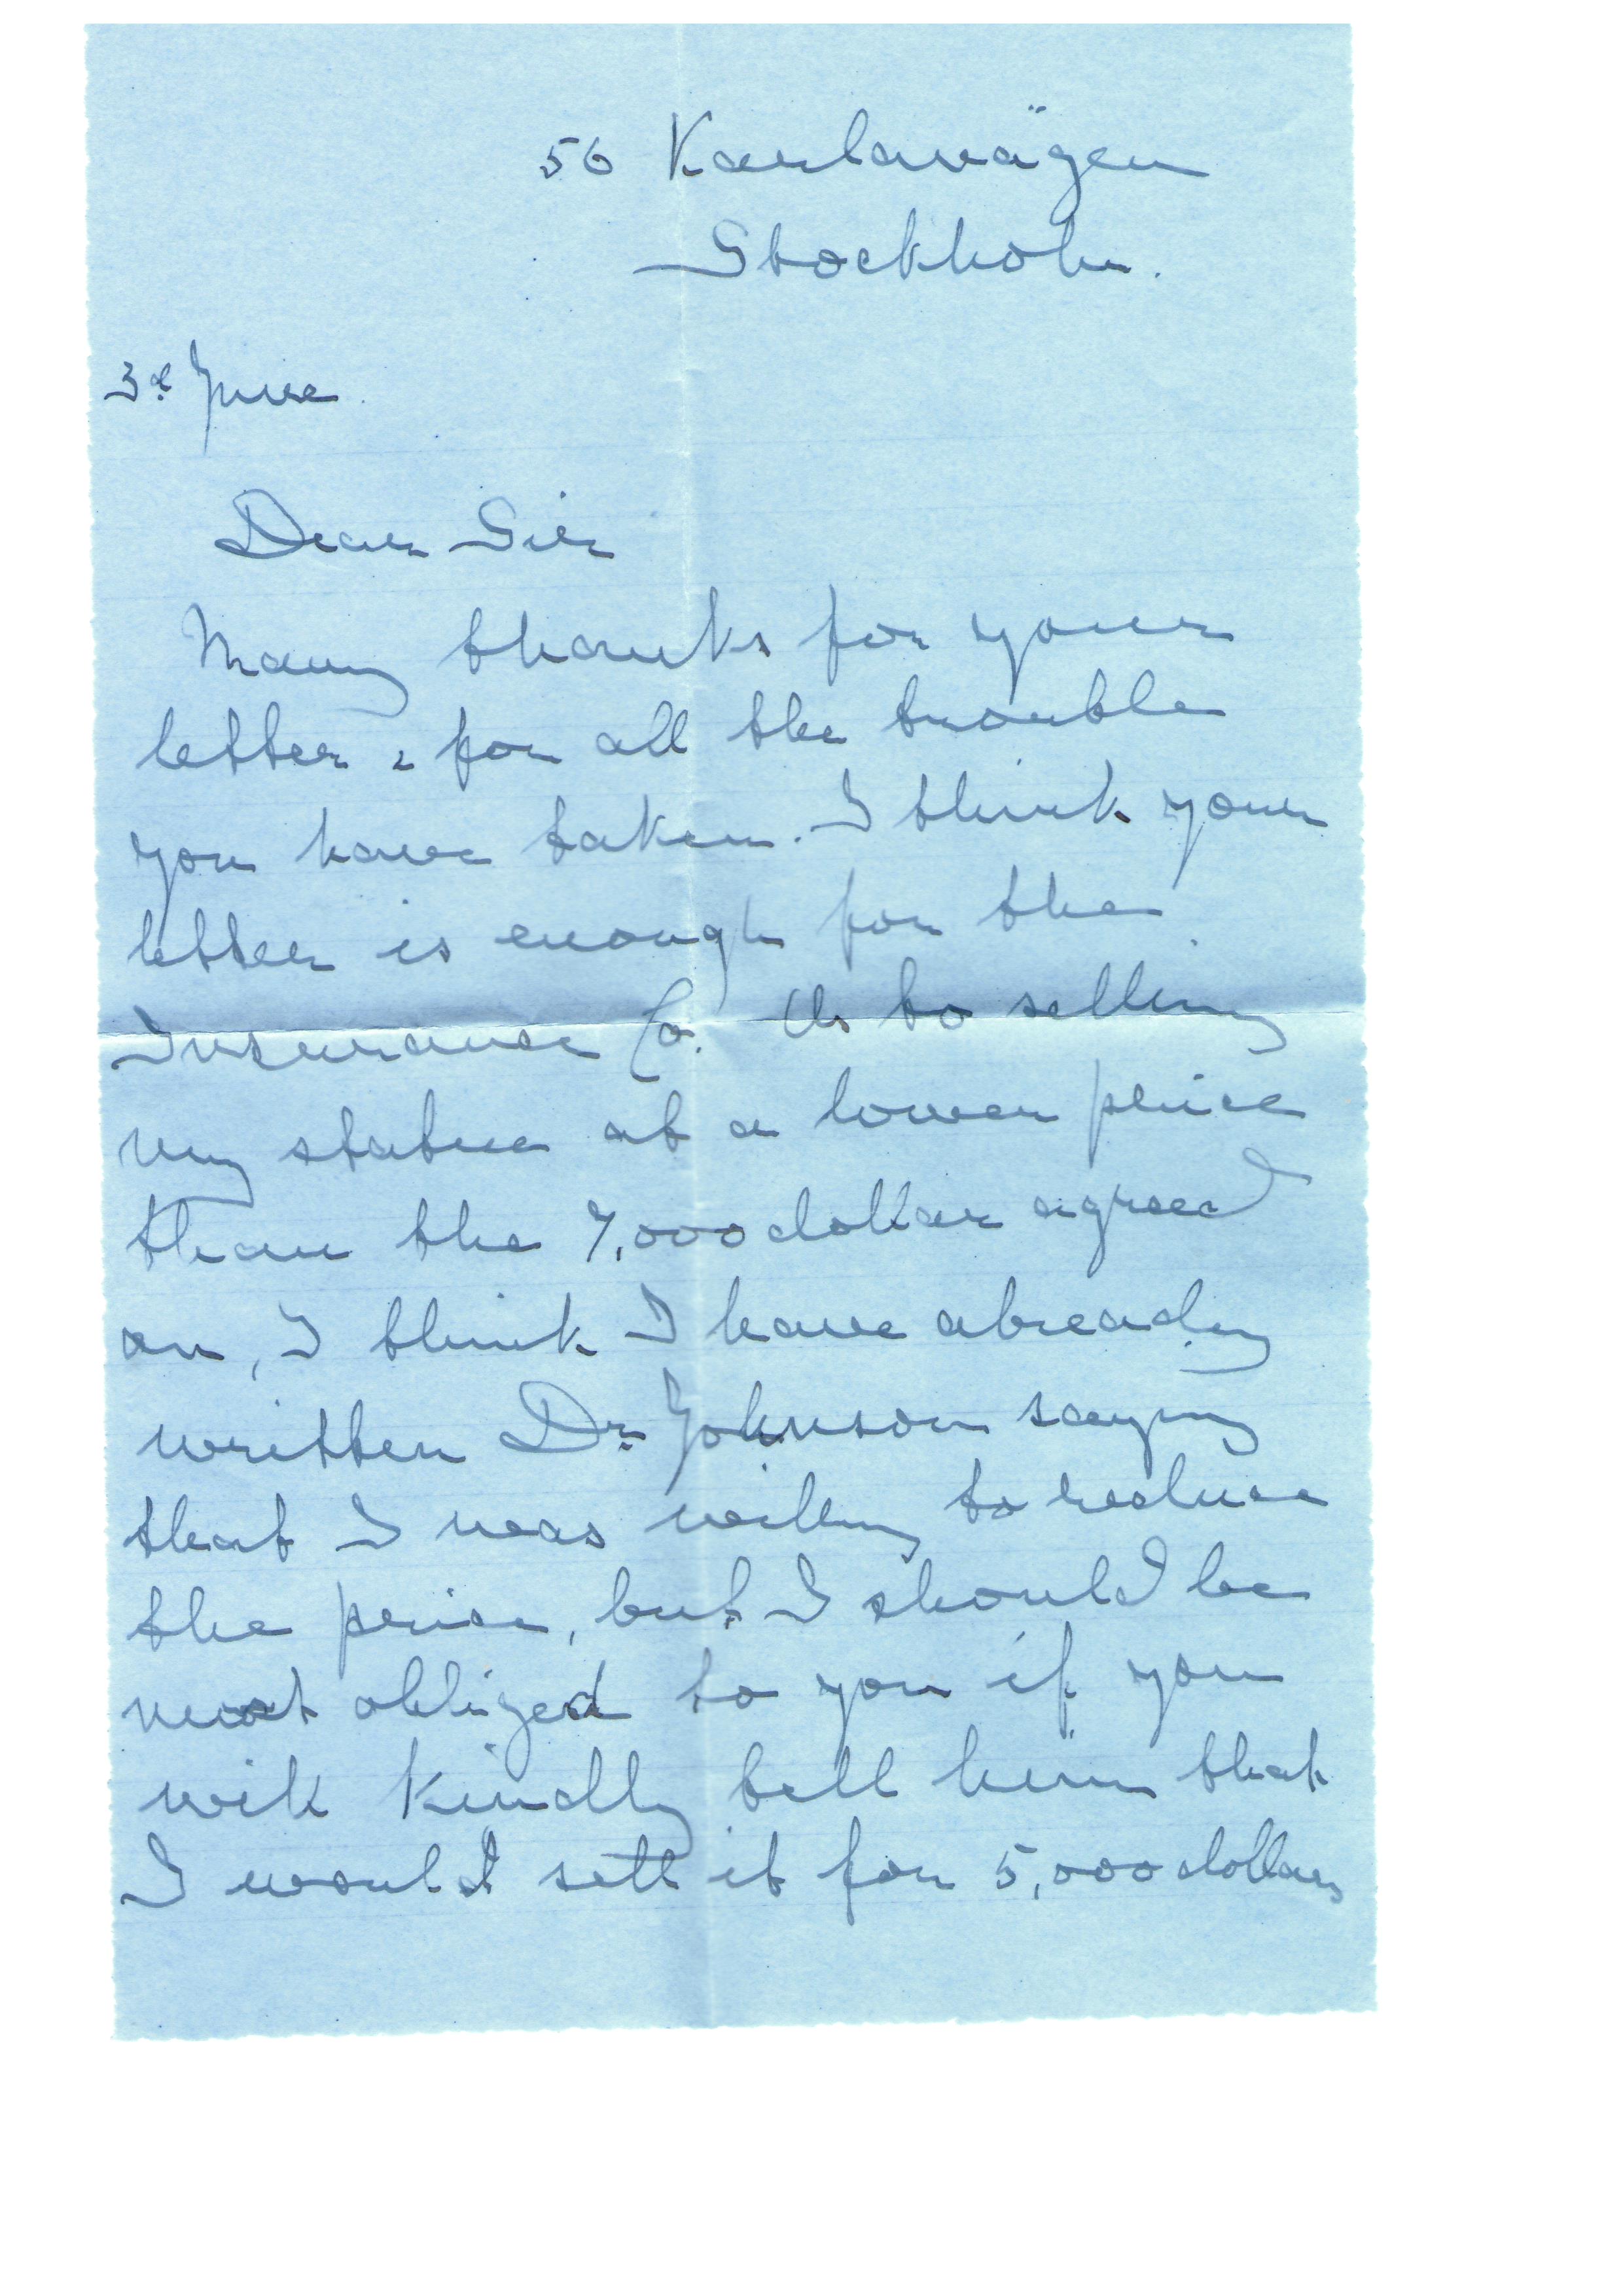 56 Karlavägen
Stockholm.
3d June
Dear Sir
Many thanks for your
letter & for all the trouble
you have taken. I think your
letter is enough for the
Insurance Co. As to selling
my statue at a lower price
than the 7,000 dollar agreed
on, I think I have already
written Dr. Johnson saying
that I was willing to reduce
the price, but I should be
most obliged to you if you
will kindly tell him that
I would sell it for 5,000 dollars